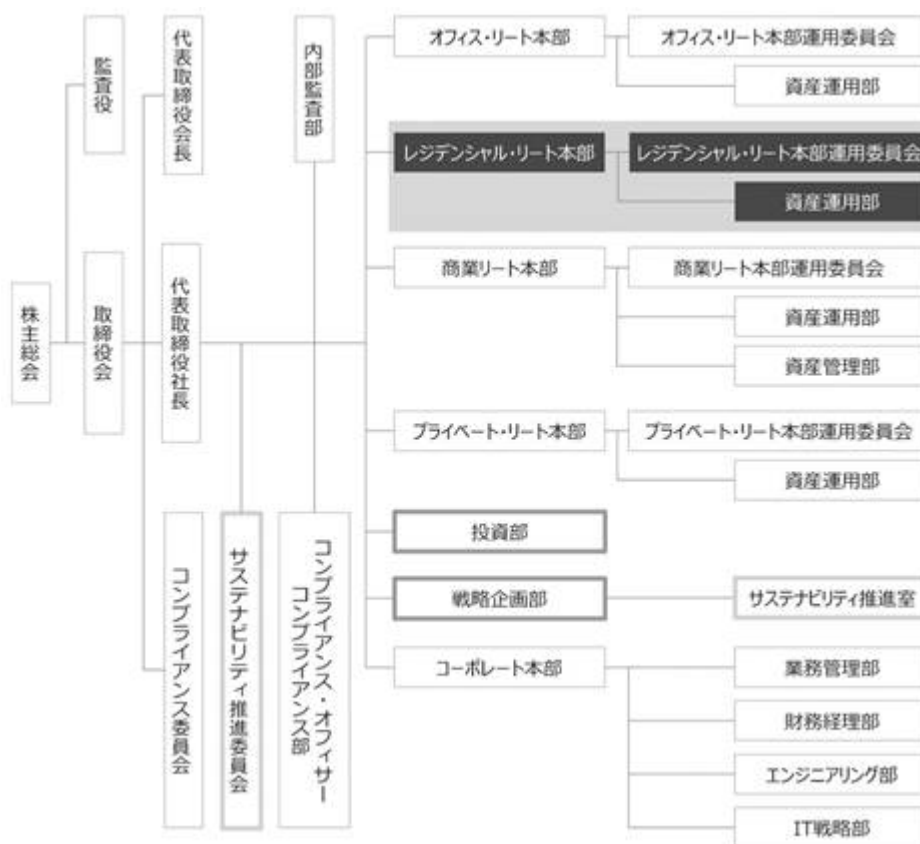 株主総会
監査役
取締役会
代表取締役会長
代表取締役社長
コンプライアンス委員会
サステナビリティ推進委員会
内部監査部
コンプライアンス・オフィサー
コンプライアンス部
オフィス・リート本部
オフィス・リート本部運用委員会
資産運用部
レジデンシャル・リート本部
レジデンシャル・リート本部運用委員会
資産運用部
商業リート本部
商業リート本部運用委員会
資産運用部
資産管理部
プライベート・リート本部
プライベート・リート本部運用委員会
資産運用部
投資部
戦略企画部
サステナビリティ推進室
コーポレート本部
業務管理部
財務経理部
エンジニアリング部
IT戦略部